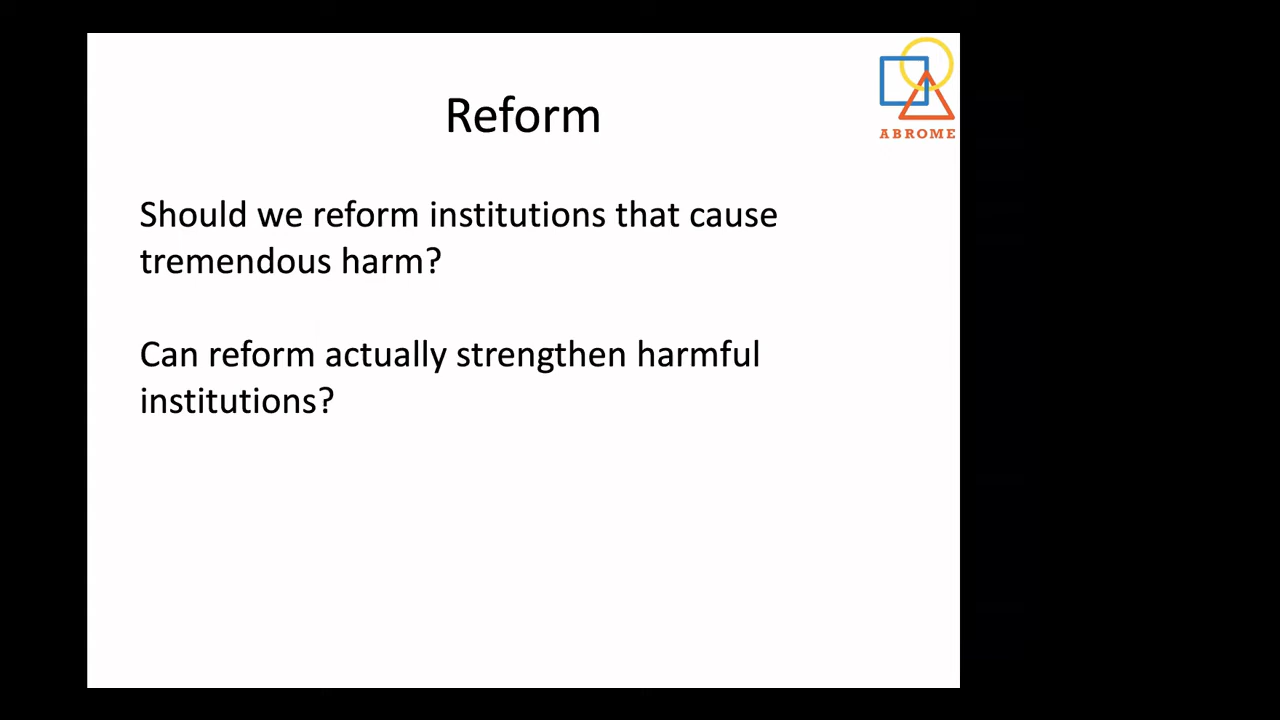 Reform
ABROME
Should we reform institutions that cause
tremendous harm?
Can reform actually strengthen harmful
institutions?